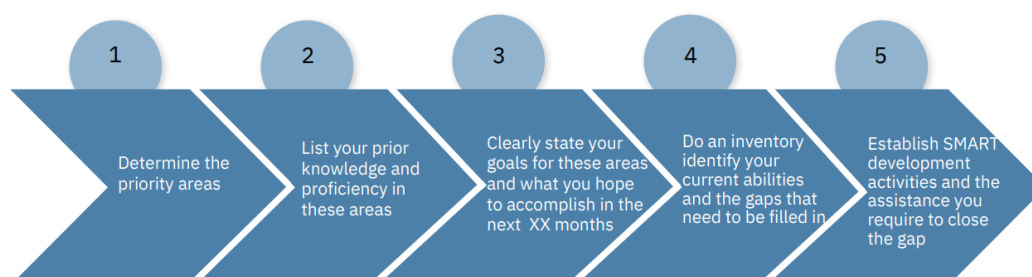 1
Determine the
priority areas
2
List your prior
knowledge and
proficiency in
these areas
3
Clearly state your
goals for these areas
and what you hope
to accomplish in the
next XX months
4
Do an inventory
identify your
current abilities
and the gaps that
need to be filled in
5
Establish SMART
development
activities and the
assistance you
require to close
the gap